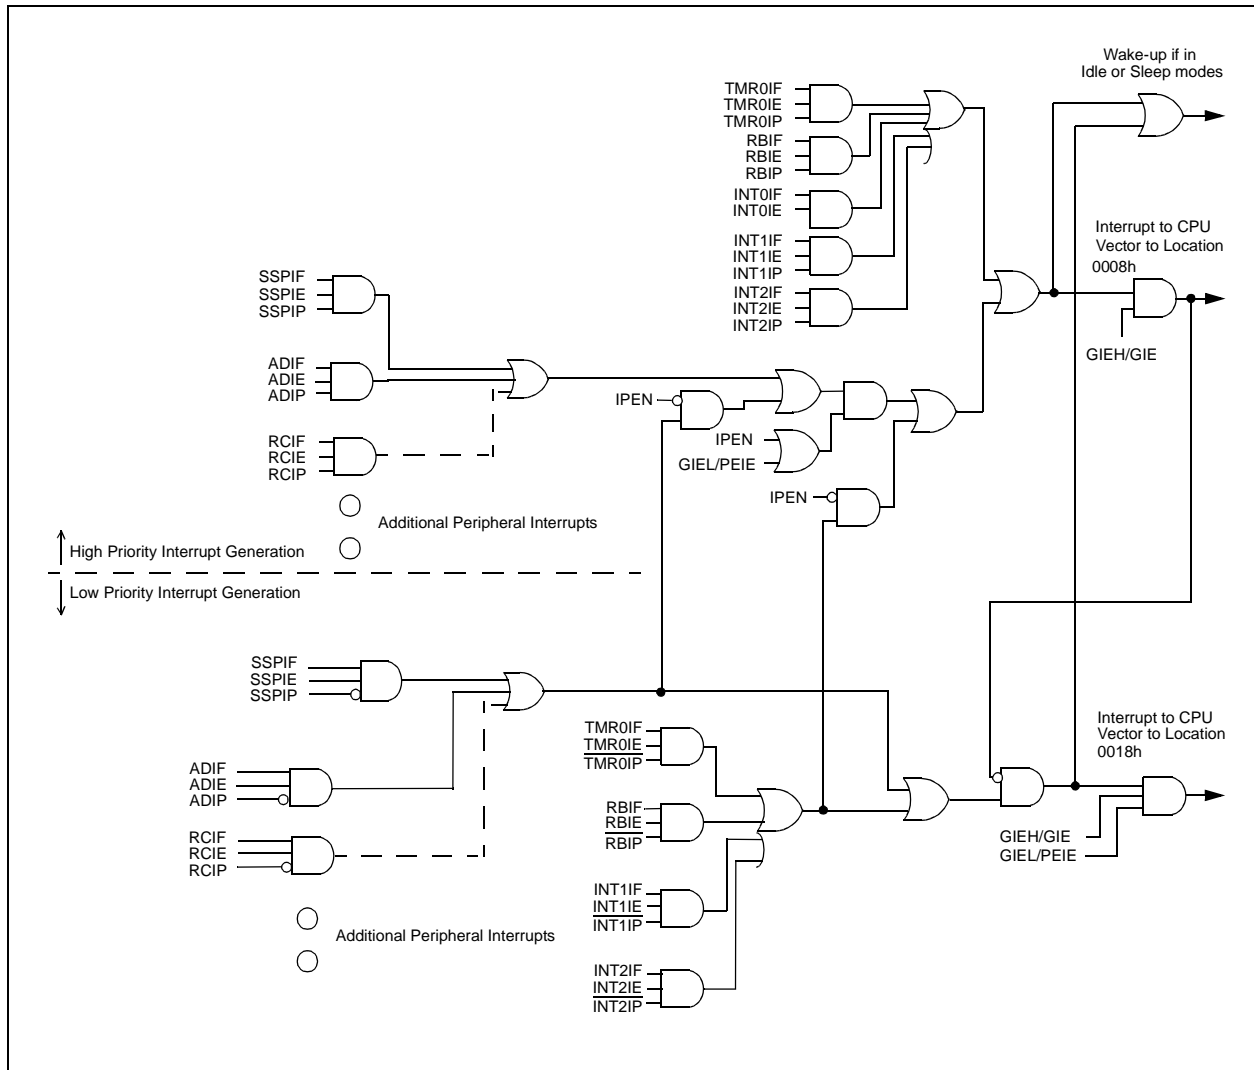 Wake-up if in
Idle or Sleep modes
TMR0IF
TMR0IE
TMR0IP
RBIF
RBIE
RBIP
INT0IF
INT0IE
INT1IF
INT1IE
INT1IP
INT2IF
INT2IE
INT2IP
Interrupt to CPU
Vector to Location
0008h
GIEH/GIE
SSPIF
SSPIE
SSPIP
ADIF
ADIE
ADIP
RCIF
RCIE
RCIP
IPEN
IPEN
GIEL/PEIE
IPEN
Additional Peripheral Interrupts
High Priority Interrupt Generation
Low Priority Interrupt Generation
SSPIF
SSPIE
SSPIP
ADIF
ADIE
ADIP
RCIF
RCIE
RCIP
Additional Peripheral Interrupts
TMR0IF
TMR0IE
TMR0IP
RBIF
RBIE
RBIP
INT1IF
INT1IE
INT1IP
INT2IF
INT2IE
INT2IP
Interrupt to CPU
Vector to Location
0018h
GIEH/GIE
GIEL/PEIE